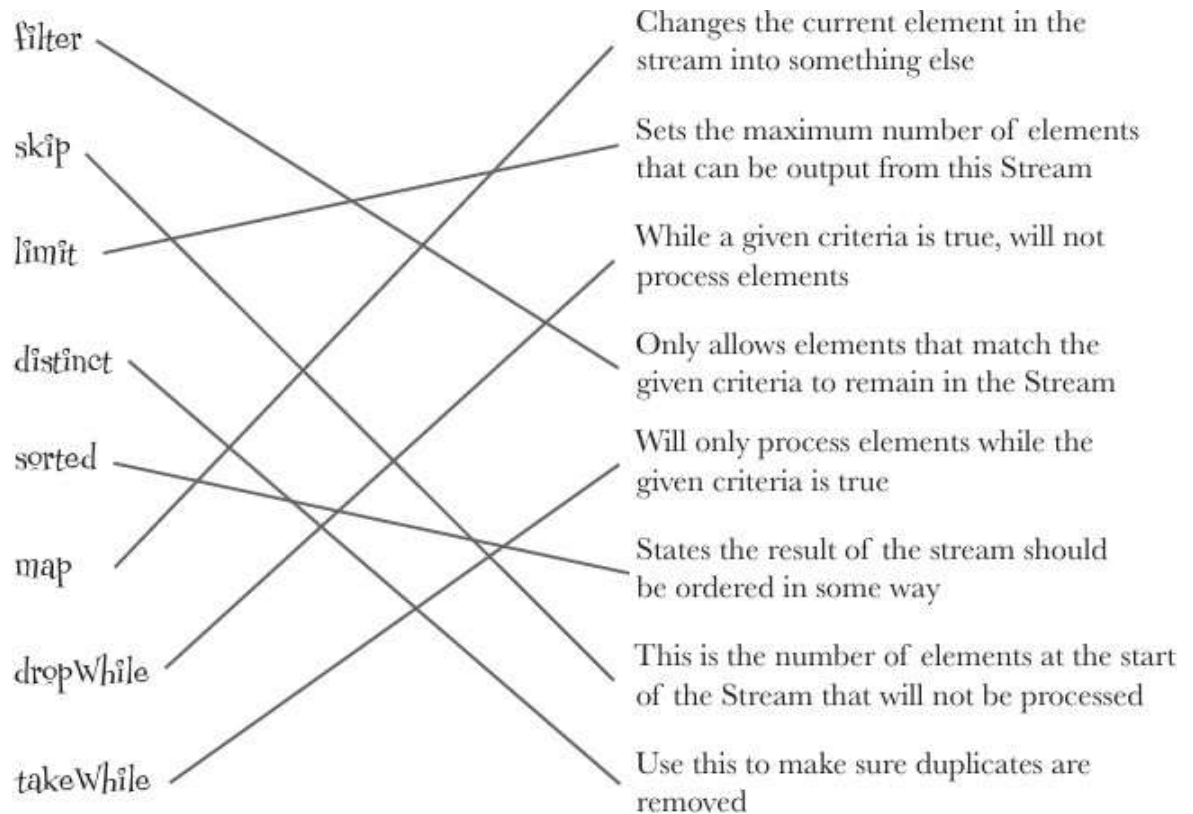 filter
skip
limit
distinct
sorted
map
dropWhile
takeWhile
Changes the current element in the
stream into something else
Sets the maximum number of elements
that can be output from this Stream
While a given criteria is true, will not
process elements
Only allows elements that match the
given criteria to remain in the Stream
Will only process elements while the
given criteria is true
States the result of the stream should
be ordered in some way
This is the number of elements at the start
of the Stream that will not be processed
Use this to make sure duplicates are
removed